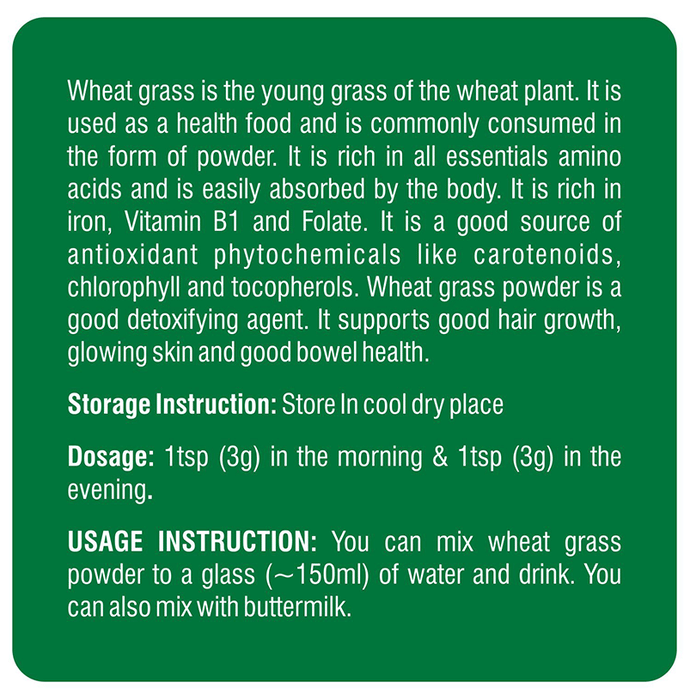 Wheat grass is the young grass of the wheat plant. It is
used as a health food and is commonly consumed in
the form of powder. It is rich in all essentials amino
acids and is easily absorbed by the body. It is rich in
iron, Vitamin B1 and Folate. It is a good source of
antioxidant phytochemicals like carotenoids,
chlorophyll and tocopherols. Wheat grass powder is a
good detoxifying agent. It supports good hair growth,
glowing skin and good bowel health.
Storage Instruction: Store In cool dry place
Dosage: 1tsp (3g) in the morning & 1tsp (3g) in the
evening.
USAGE INSTRUCTION: You can mix wheat grass
powder to a glass (~150ml) of water and drink. You
can also mix with buttermilk.